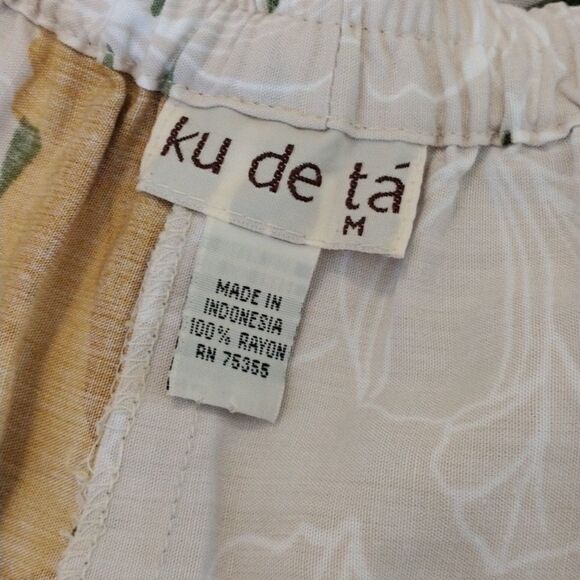 ku de tá
M
MADE IN
INDONESIA
100% RAYON
RN 75355